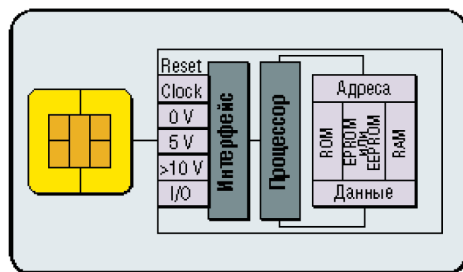 Reset
Clock
0 V
5 V
>10 V
I/O
Интерфейс
Процессор
Адреса
ROM
EPROM
или
EEPROM
RAM
Данные